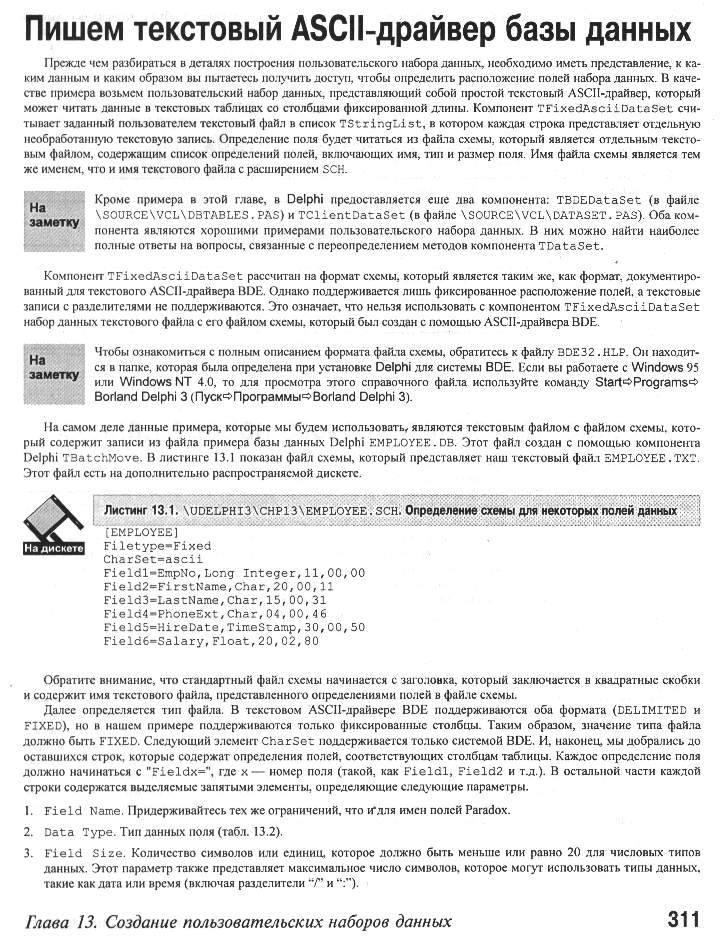 Пишем текстовый ASCII-драйвер базы данных
Прежде чем разбираться в деталях построения пользовательского набора данных, необходимо иметь представление, к ка-
ким данным и каким образом вы пытаетесь получить доступ, чтобы определить расположение полей набора данных. В каче-
стве примера возьмем пользовательский набор данных, представляющий собой простой текстовый ASCII-драйвер, который
может читать данные в текстовых таблицах со столбцами фиксированной длины. Компонент TFixedAsciiDataSet счи-
тывает заданный пользователем текстовый файл в список TStringList, в котором каждая строка представляет отдельную
необработанную текстовую запись. Определение поля будет читаться из файла схемы, который является отдельным тексто-
вым файлом, содержащим список определений полей, включающих имя, тип и размер поля. Имя файла схемы является тем
же именем, что и имя текстового файла с расширением SCH.
На
заметку
Кроме примера в этой главе, в Delphi предоставляется еще два компонента: TBDEDataSet (в файле
\SOURCE\VCL\DBTABLES.PAS) и TClientDataSet (в файле \SOURCE\VCL\DATASET.PAS). Оба ком-
понента являются хорошими примерами пользовательского набора данных. В них можно найти наиболее
полные ответы на вопросы, связанные с переопределением методов компонента TDataSet.
Компонент TFixedAsciiDataSet рассчитан на формат схемы, который является таким же, как формат, документиро-
ванный для текстового ASCII-драйвера BDE. Однако поддерживается лишь фиксированное расположение полей, а текстовые
записи с разделителями не поддерживаются. Это означает, что нельзя использовать с компонентом TFixedAsciiDataSet
набор данных текстового файла с его файлом схемы, который был создан с помощью ASCII-драйвера BDE.
На
заметку
Чтобы ознакомиться с полным описанием формата файла схемы, обратитесь к файлу BDE32.HLP. Он находит-
ся в папке, которая была определена при установке Delphi для системы BDE. Если вы работаете с Windows 95
или Windows NT 4.0, то для просмотра этого справочного файла используйте команду Start⇨Programs⇨
Borland Delphi 3 (Пуск⇨Программы⇨Borland Delphi 3).
На самом деле данные примера, которые мы будем использовать, являются текстовым файлом с файлом схемы, кото-
рый содержит записи из файла примера базы данных Delphi EMPLOYEE.DB. Этот файл создан с помощью компонента
Delphi TBatchMove. В листинге 13.1 показан файл схемы, который представляет наш текстовый файл EMPLOYEE.TXT.
Этот файл есть на дополнительно распространяемой дискете.
На дискете
Листинг 13.1. \UDELPHI3\CHP13\EMPLOYEE.SCH. Определение схемы для некоторых полей данных
[EMPLOYEE]
Filetype=Fixed
CharSet=ascii
Field1=EmpNo,Long Integer,11,00,00
Field2=FirstName,Char,20,00,11
Field3=LastName,Char,15,00,31
Field4=PhoneExt,Char,04,00,46
Field5=HireDate,TimeStamp,30,00,50
Field6=Salary,Float,20,02,80
Обратите внимание, что стандартный файл схемы начинается с заголовка, который заключается в квадратные скобки
и содержит имя текстового файла, представленного определениями полей в файле схемы.
Далее определяется тип файла. В текстовом ASCII-драйвере BDE поддерживаются оба формата (DELIMITED и
FIXED), но в нашем примере поддерживаются только фиксированные столбцы. Таким образом, значение типа файла
должно быть FIXED. Следующий элемент CharSet поддерживается только системой BDE. И, наконец, мы добрались до
оставшихся строк, которые содержат определения полей, соответствующих столбцам таблицы. Каждое определение поля
должно начинаться с "Fieldx=", где x — номер поля (такой, как Field1, Field2 и т.д.). В остальной части каждой
строки содержатся выделяемые запятыми элементы, определяющие следующие параметры.
1. Field Name. Придерживайтесь тех же ограничений, что и для имен полей Paradox.
2. Data Type. Тип данных поля (табл. 13.2).
3. Field Size. Количество символов или единиц, которое должно быть меньше или равно 20 для числовых типов
данных. Этот параметр также представляет максимальное число символов, которое могут использовать типы данных,
такие как дата или время (включая разделители “/” и “:”).
Глава 13. Создание пользовательских наборов данных 311